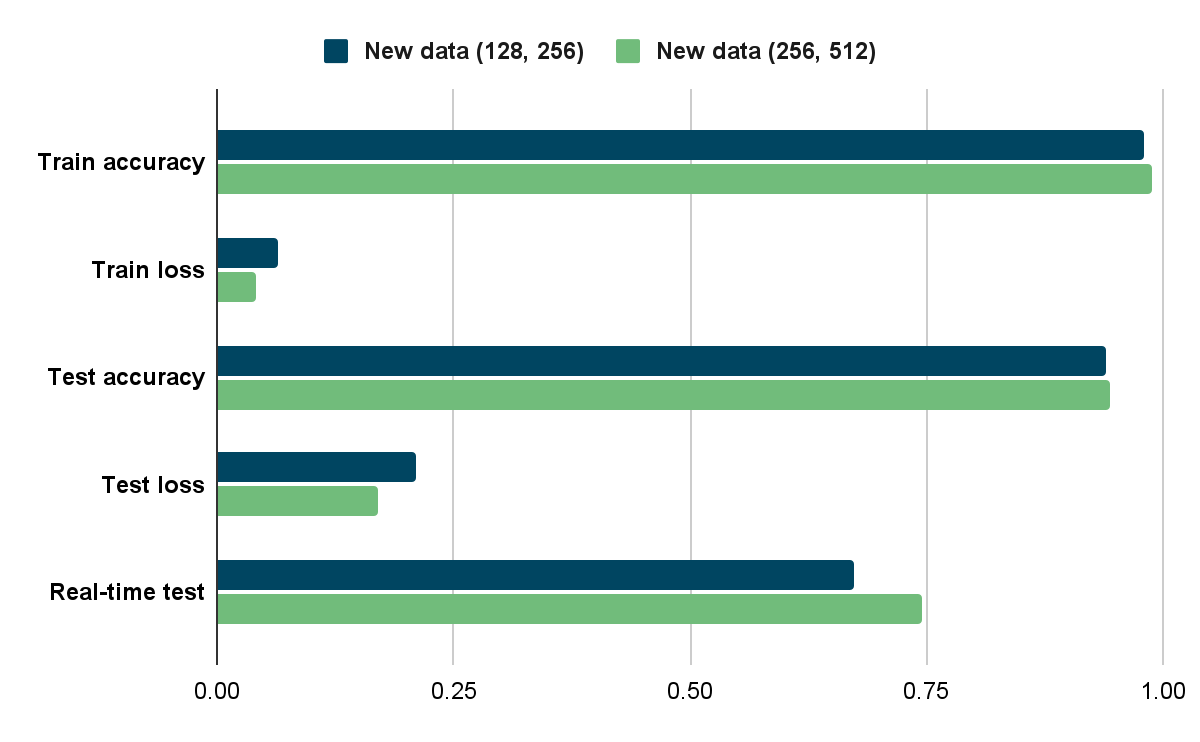 New data (128, 256) New data (256, 512)
Train accuracy
Train loss
Test accuracy
Test loss
Real-time test
0.00 0.25 0.50 0.75 1.00